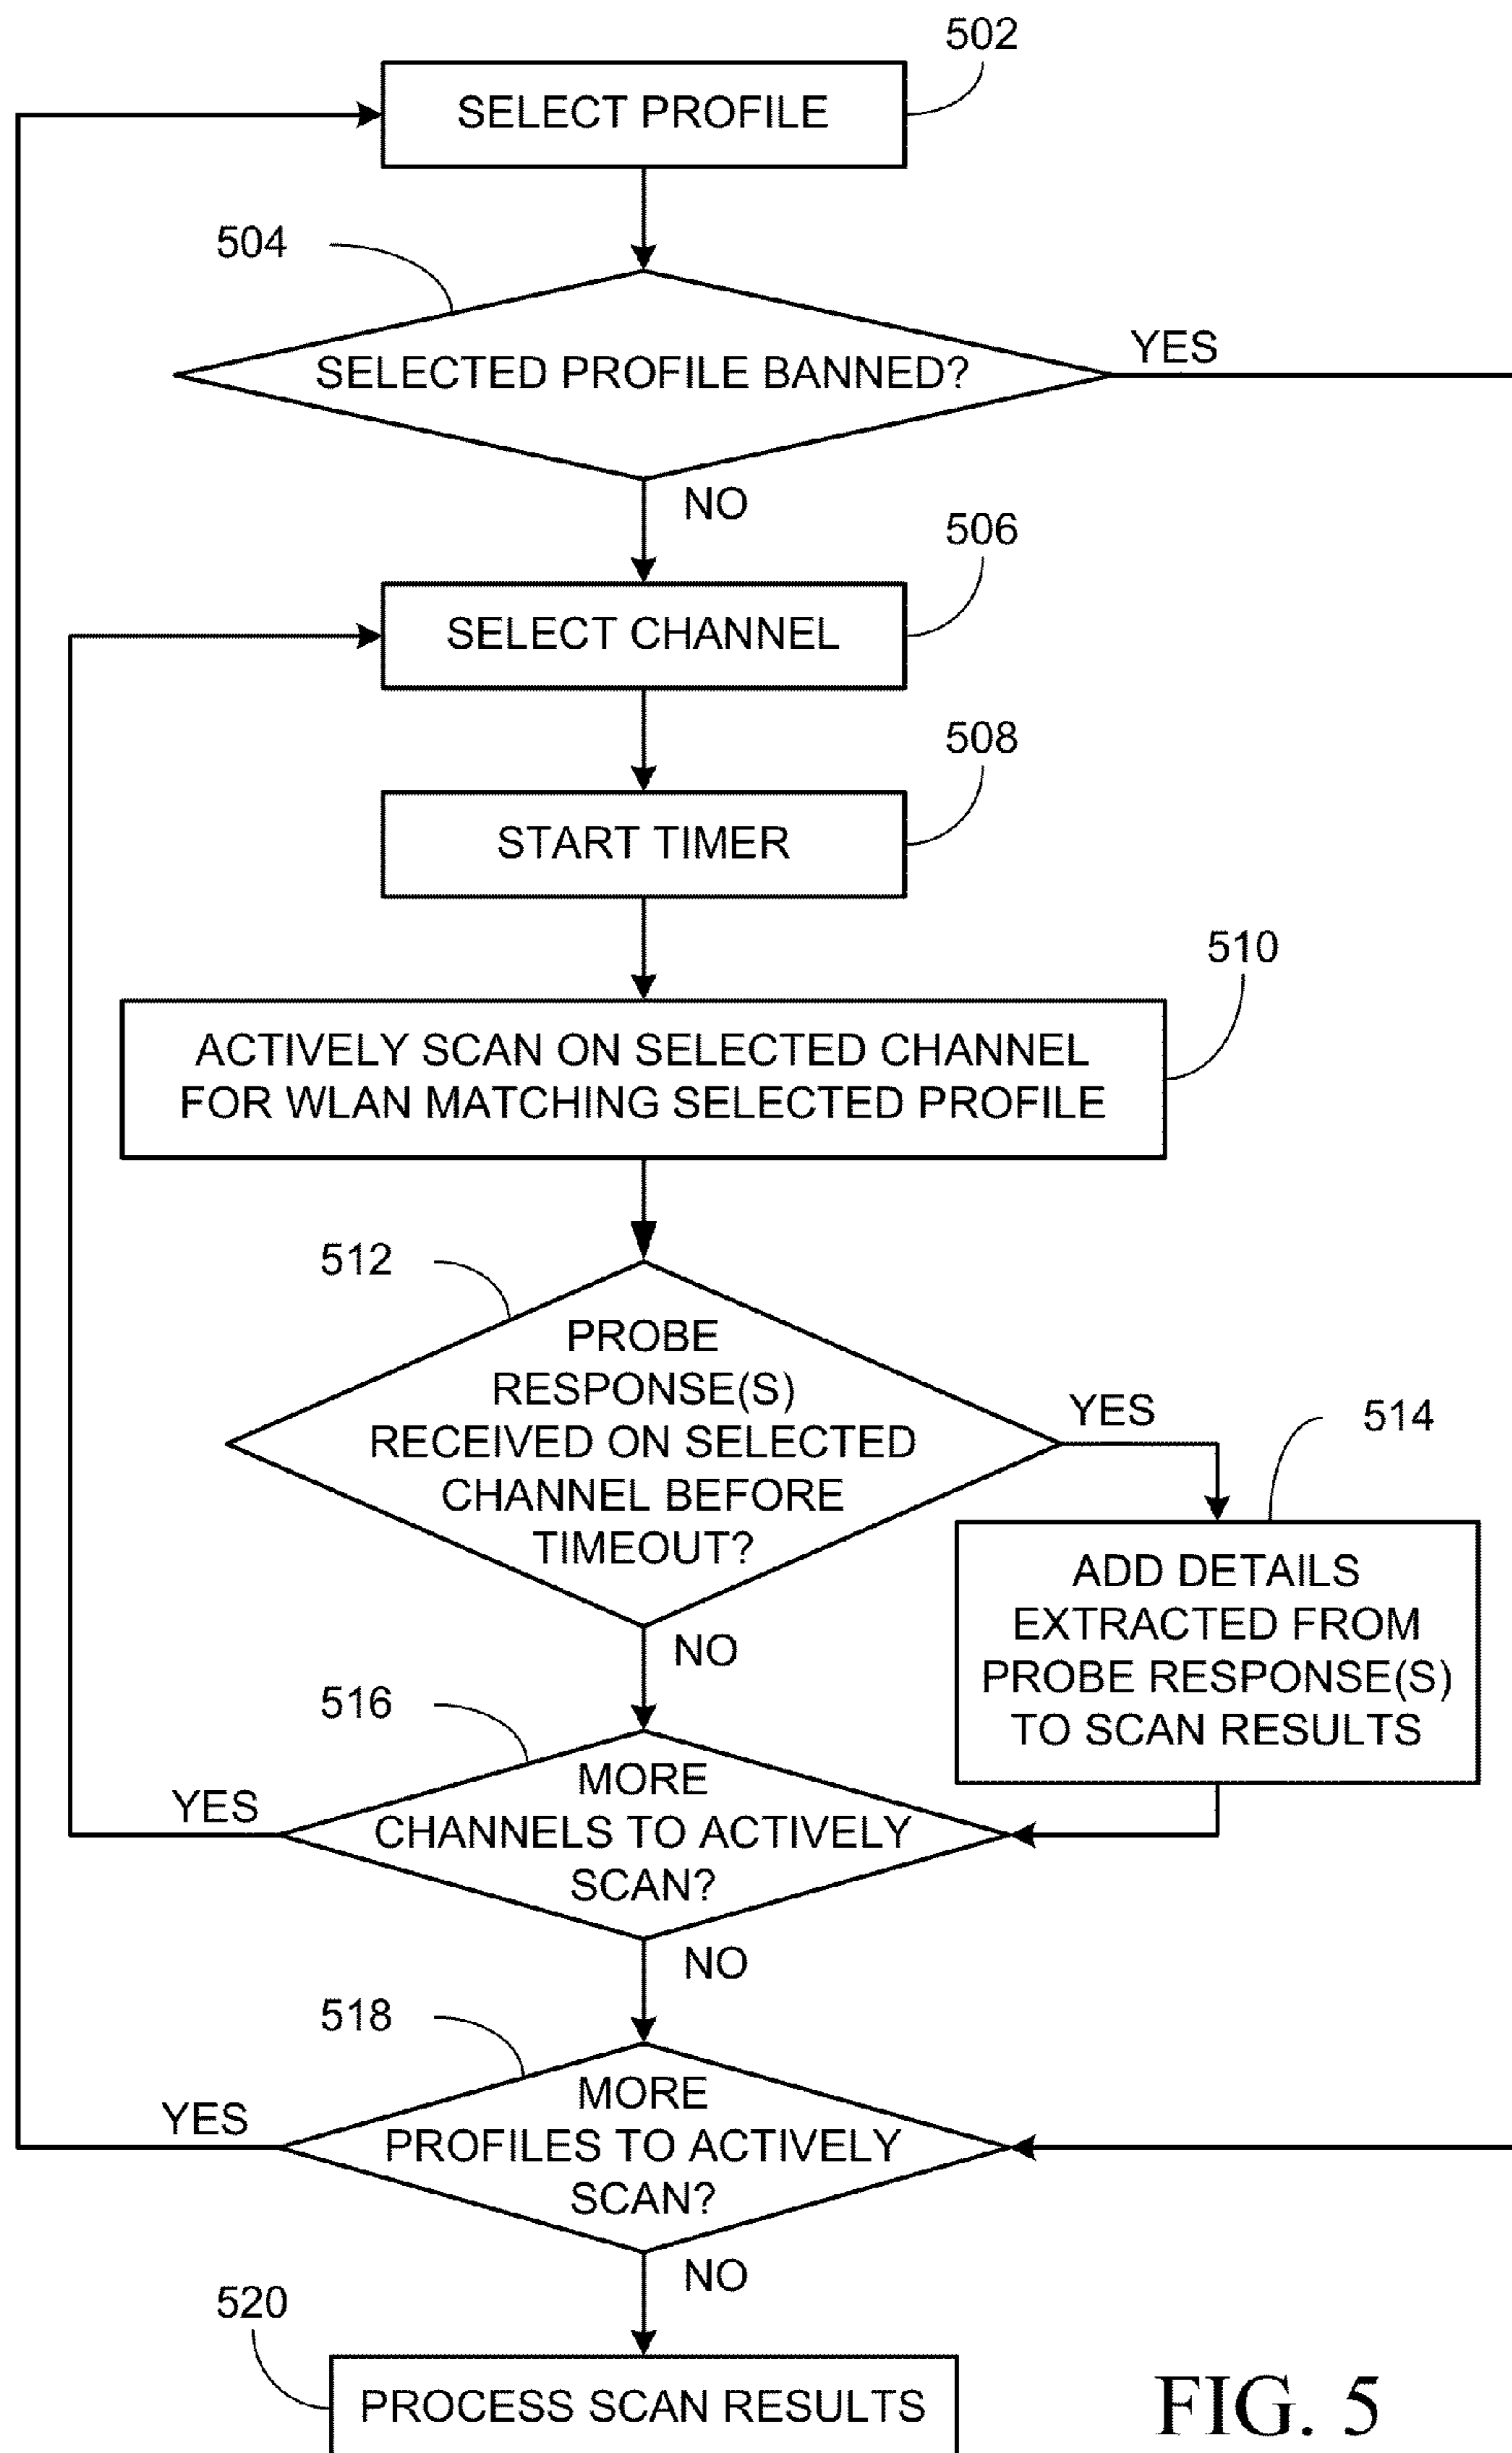 502
SELECT PROFILE
504
SELECTED PROFILE BANNED?
YES
NO
506
SELECT CHANNEL
508
START TIMER
510
ACTIVELY SCAN ON SELECTED CHANNEL
FOR WLAN MATCHING SELECTED PROFILE
512
PROBE
RESPONSE(S)
RECEIVED ON SELECTED
CHANNEL BEFORE
TIMEOUT?
YES
514
ADD DETAILS
EXTRACTED FROM
PROBE RESPONSE(S)
TO SCAN RESULTS
NO
516
MORE
CHANNELS TO ACTIVELY
SCAN?
YES
NO
518
MORE
PROFILES TO ACTIVELY
SCAN?
YES
NO
520
PROCESS SCAN RESULTS
FIG. 5